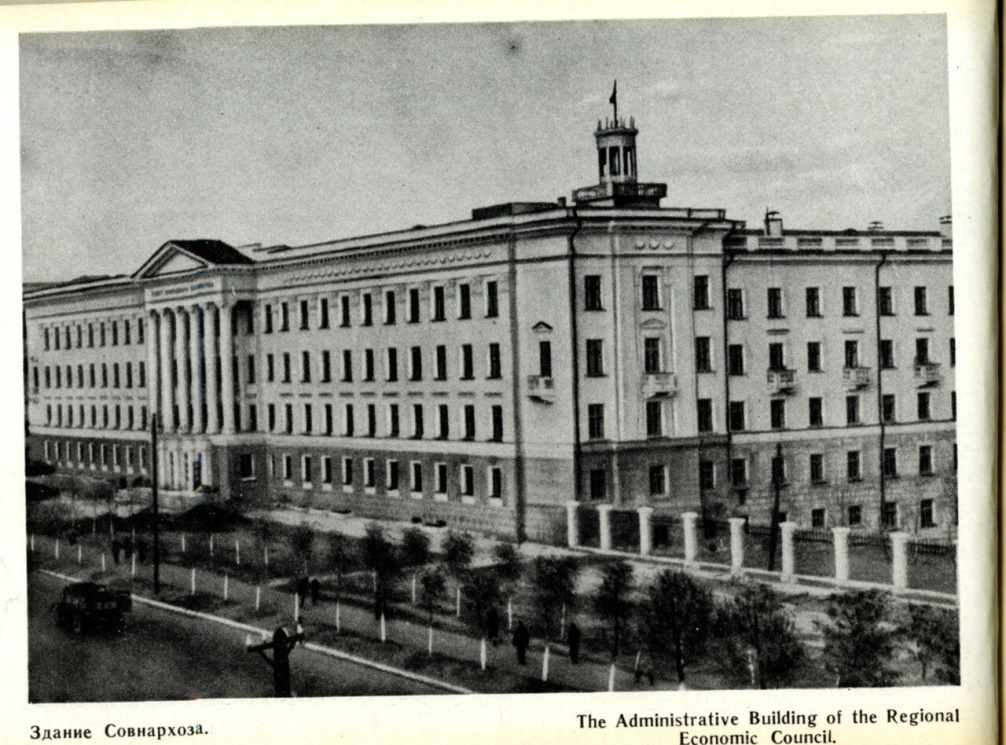 Здание Совнархоза.
The Administrative Building of the Regional
Economic Council.